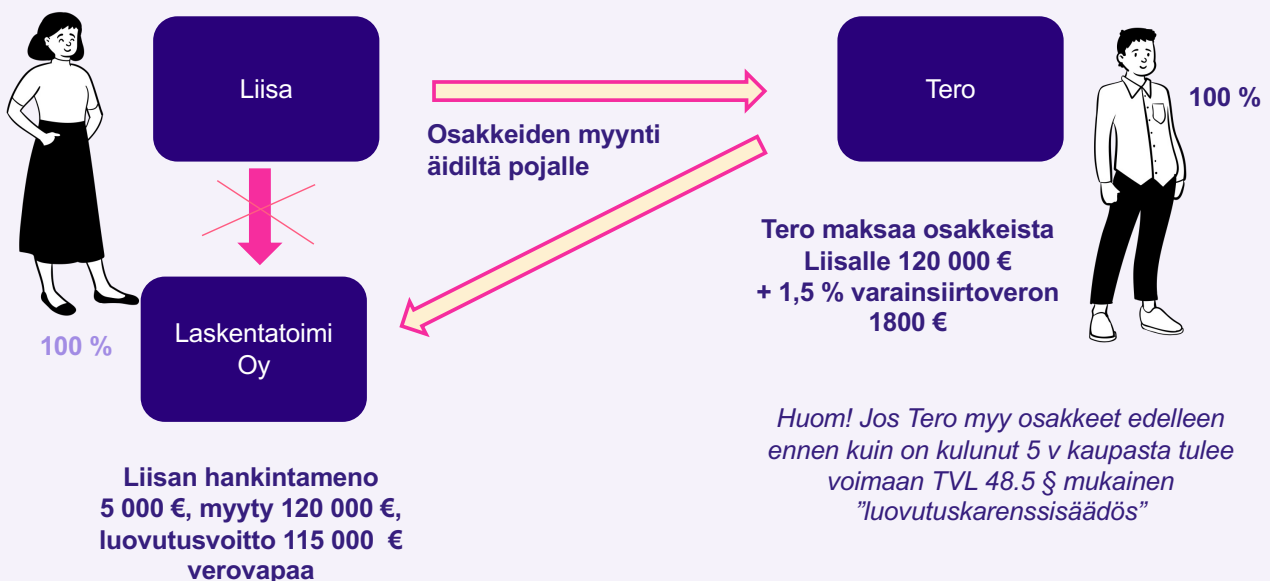 Liisa
Osakkeiden myynti
äidiltä pojalle
Tero
100 %
100 %
Laskentatoimi
Oy
Tero maksaa osakkeista
Liisalle 120 000 €
+ 1,5 % varainsiirtoveron
1800 €
Liisan hankintameno
5 000 €, myyty 120 000 €,
luovutusvoitto 115 000 €
verovapaa
Huom! Jos Tero myy osakkeet edelleen
ennen kuin on kulunut 5 v kaupasta tulee
voimaan TVL 48.5 § mukainen
”luovutuskarenssisäädös”